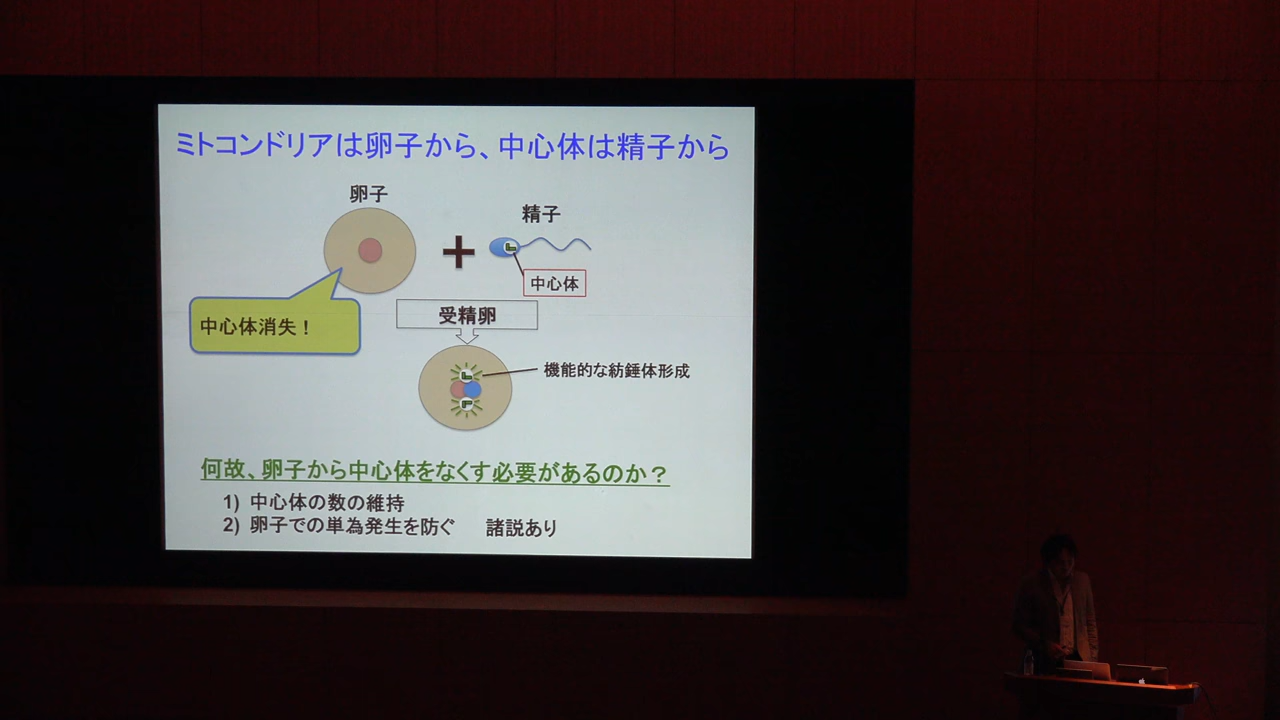 ミトコンドリアは卵子から、中心体は精子から
卵子
精子
中心体
中心体消失！
受精卵
機能的な紡錘体形成
何故、卵子から中心体をなくす必要があるのか？
1) 中心体の数の維持
2) 卵子での単為発生を防ぐ 諸説あり